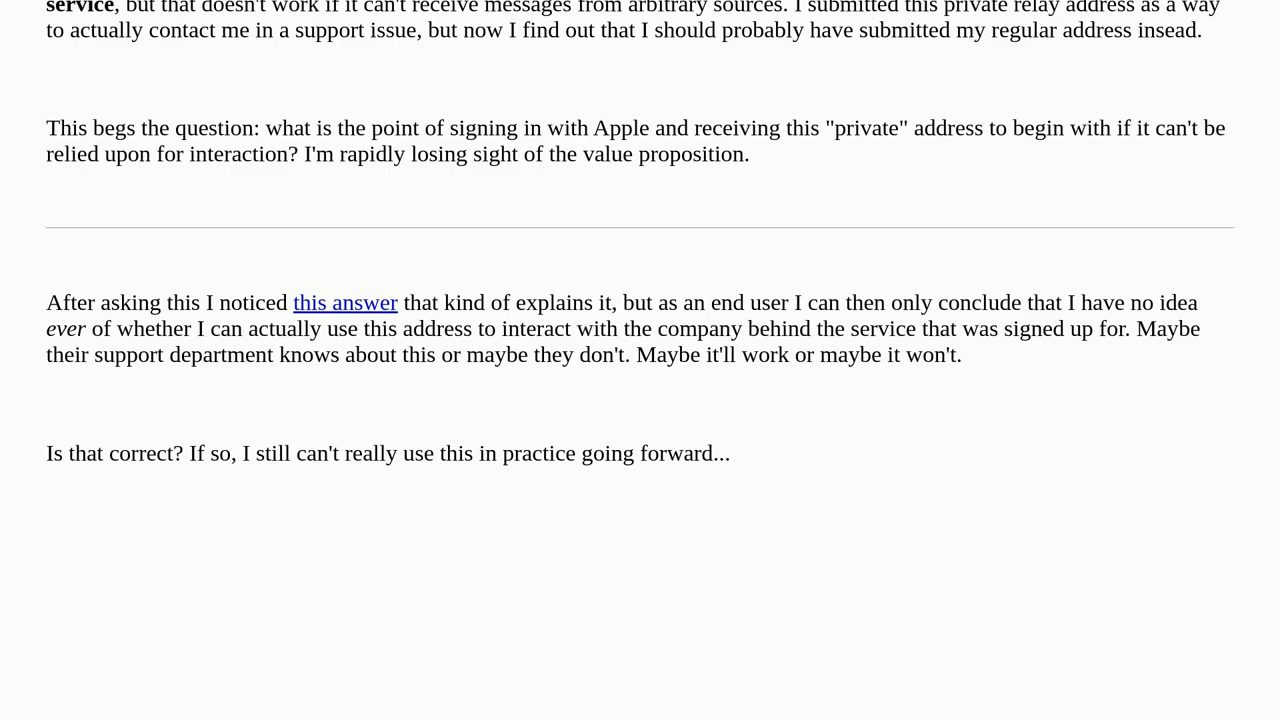 service, but that doesn't work if it can't receive messages from arbitrary sources. I submitted this private relay address as a way
to actually contact me in a support issue, but now I find out that I should probably have submitted my regular address insead.
This begs the question: what is the point of signing in with Apple and receiving this "private" address to begin with if it can't be
relied upon for interaction? I'm rapidly losing sight of the value proposition.
After asking this I noticed this answer that kind of explains it, but as an end user I can then only conclude that I have no idea
ever of whether I can actually use this address to interact with the company behind the service that was signed up for. Maybe
their support department knows about this or maybe they don't. Maybe it'll work or maybe it won't.
Is that correct? If so, I still can't really use this in practice going forward...